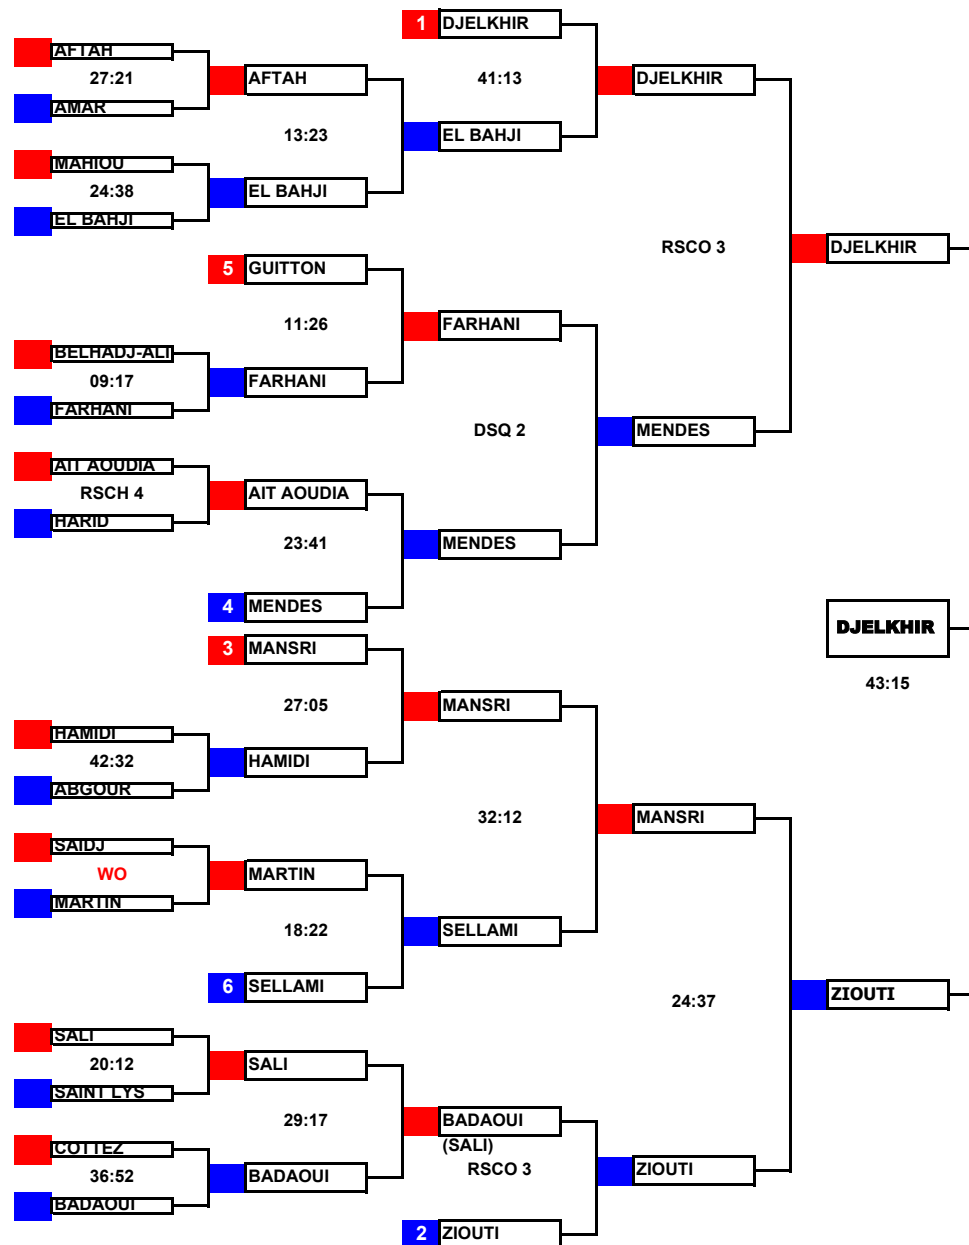 1 DJELKHIR
AFTAH
27:21
AFTAH
41:13
DJELKHIR
AMAR
13:23
EL BAHJI
MAHIOU
24:38
EL BAHJI
EL BAHJI
RSCO 3
DJELKHIR
5 GUITTON
11:26
FARHANI
BELHADJ-ALI
09:17
FARHANI
FARHANI
DSQ 2
MENDES
AIT AOUDIA
RSCH 4
AIT AOUDIA
HARID
23:41
MENDES
4 MENDES
DJELKHIR
43:15
3 MANSRI
27:05
MANSRI
HAMIDI
42:32
HAMIDI
ABGOUR
32:12
MANSRI
SAIDJ
WO
MARTIN
MARTIN
18:22
SELLAMI
6 SELLAMI
24:37
ZIOUTI
SALI
20:12
SALI
SAINT LYS
29:17
BADAOUI
(SALI)
COTTEZ
36:52
BADAOUI
RSCO 3
ZIOUTI
BADAOUI
2 ZIOUTI